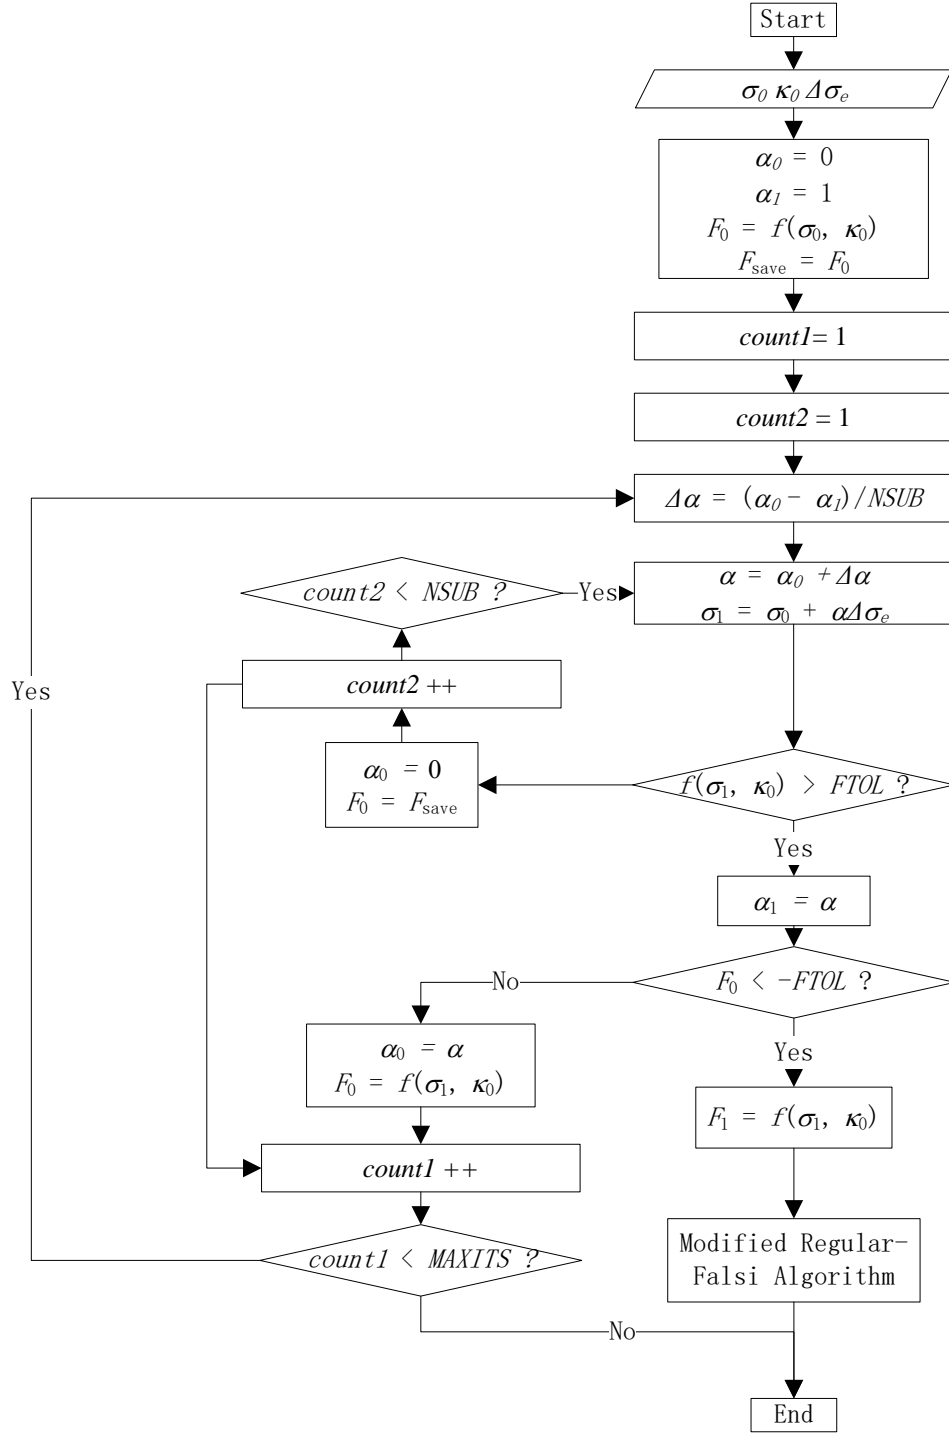 Start
σ₀ κ₀ Δσₑ
α₀ = 0
α₁ = 1
F₀ = f(σ₀, κ₀)
F_save = F₀
count1= 1
count2 = 1
Δα = (α₀ - α₁)/NSUB
count2 < NSUB ?
Yes
α = α₀ + Δα
σ₁ = σ₀ + αΔσₑ
Yes
count2 ++
α₀ = 0
F₀ = F_save
f(σ₁, κ₀) > FTOL ?
Yes
α₁ = α
F₀ < -FTOL ?
No
α₀ = α
F₀ = f(σ₁, κ₀)
Yes
F₁ = f(σ₁, κ₀)
count1 ++
count1 < MAXITS ?
Modified Regular-
Falsi Algorithm
No
End